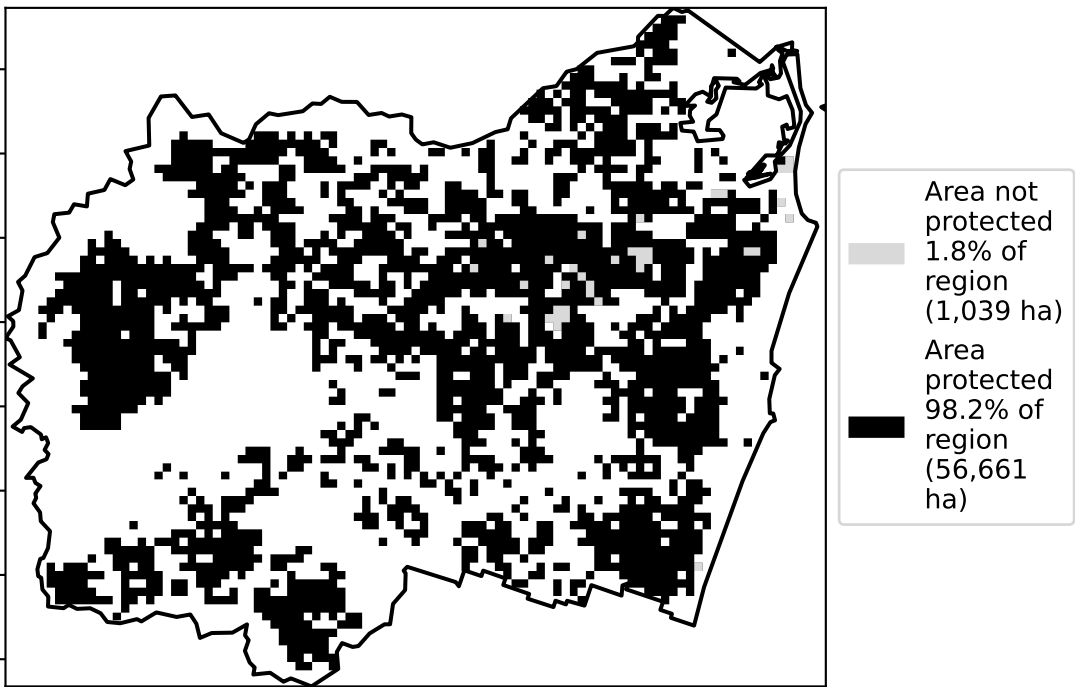 Area not
protected
1.8% of
region
(1,039 ha)
Area
protected
98.2% of
region
(56,661
ha)